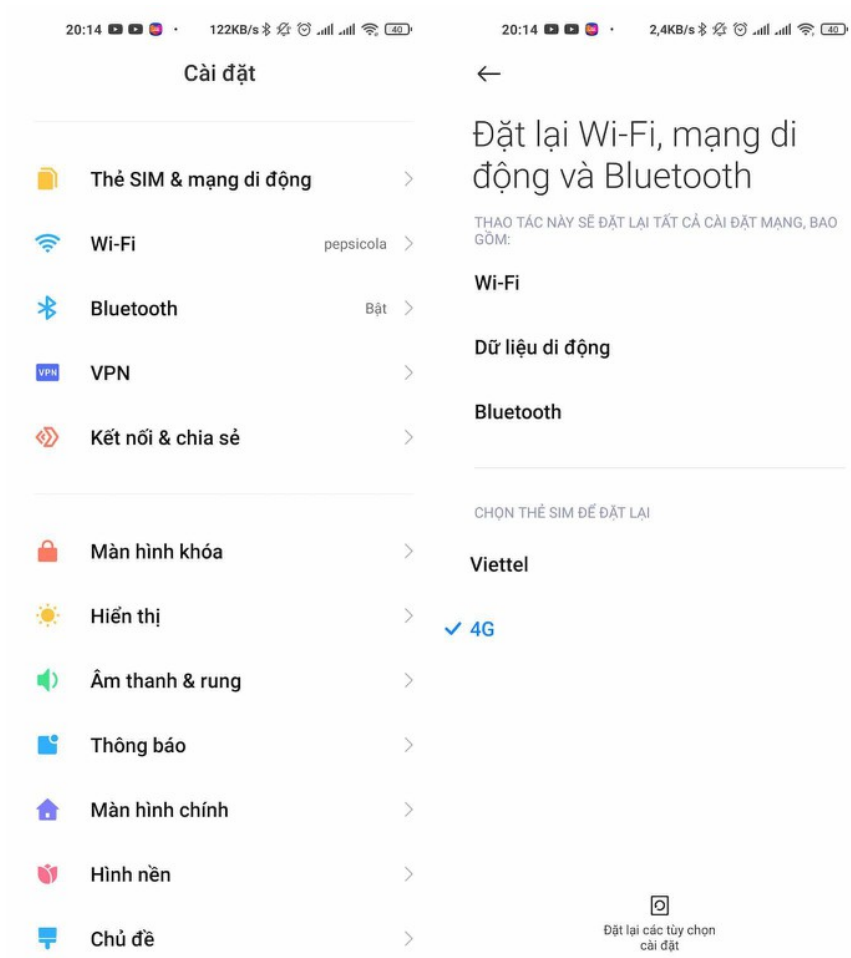 20:14
122KB/s
40
Cài đặt
Thẻ SIM & mạng di động
Wi-Fi
pepsicola
Bluetooth
Bật
VPN
VPN
Kết nối & chia sẻ
Màn hình khóa
Hiển thị
Âm thanh & rung
Thông báo
Màn hình chính
Hình nền
Chủ đề
20:14
2,4KB/s
40
Đặt lại Wi-Fi, mạng di
động và Bluetooth
THAO TÁC NÀY SẼ ĐẶT LẠI TẤT CẢ CÀI ĐẶT MẠNG, BAO
GỒM:
Wi-Fi
Dữ liệu di động
Bluetooth
CHỌN THẺ SIM ĐỂ ĐẶT LẠI
Viettel
4G
Đặt lại các tùy chọn
cài đặt